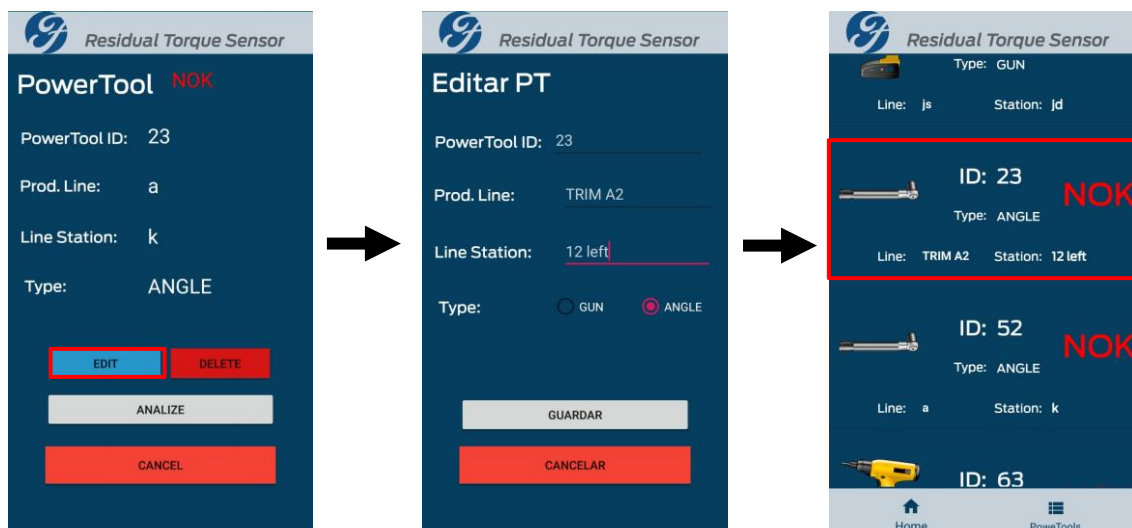 Residual Torque Sensor
PowerTool NOK
PowerTool ID: 23
Prod. Line: a
Line Station: k
Type: ANGLE
EDIT DELETE
ANALIZE
CANCEL
Residual Torque Sensor
Editar PT
PowerTool ID: 23
Prod. Line: TRIM A2
Line Station: 12 left
Type: GUN ANGLE
GUARDAR
CANCELAR
Residual Torque Sensor
Type: GUN
Line: js Station: jd
ID: 23
NOK
Type: ANGLE
Line: TRIM A2 Station: 12 left
ID: 52
NOK
Type: ANGLE
Line: a Station: k
ID: 63
Home PoweTools